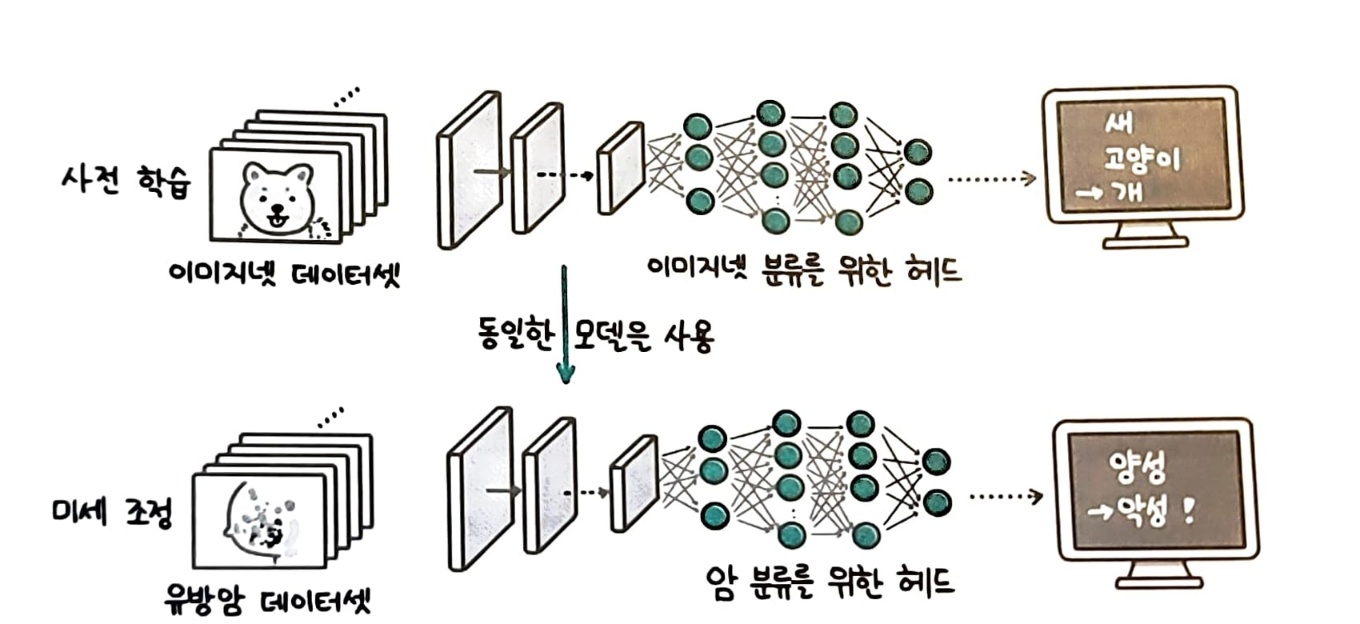 새
고양이
→ 개
사전 학습
이미지넷 데이터셋
이미지넷 분류를 위한 헤드
동일한 모델을 사용
양성
→ 악성!
미세 조정
유방암 데이터셋
암 분류를 위한 헤드